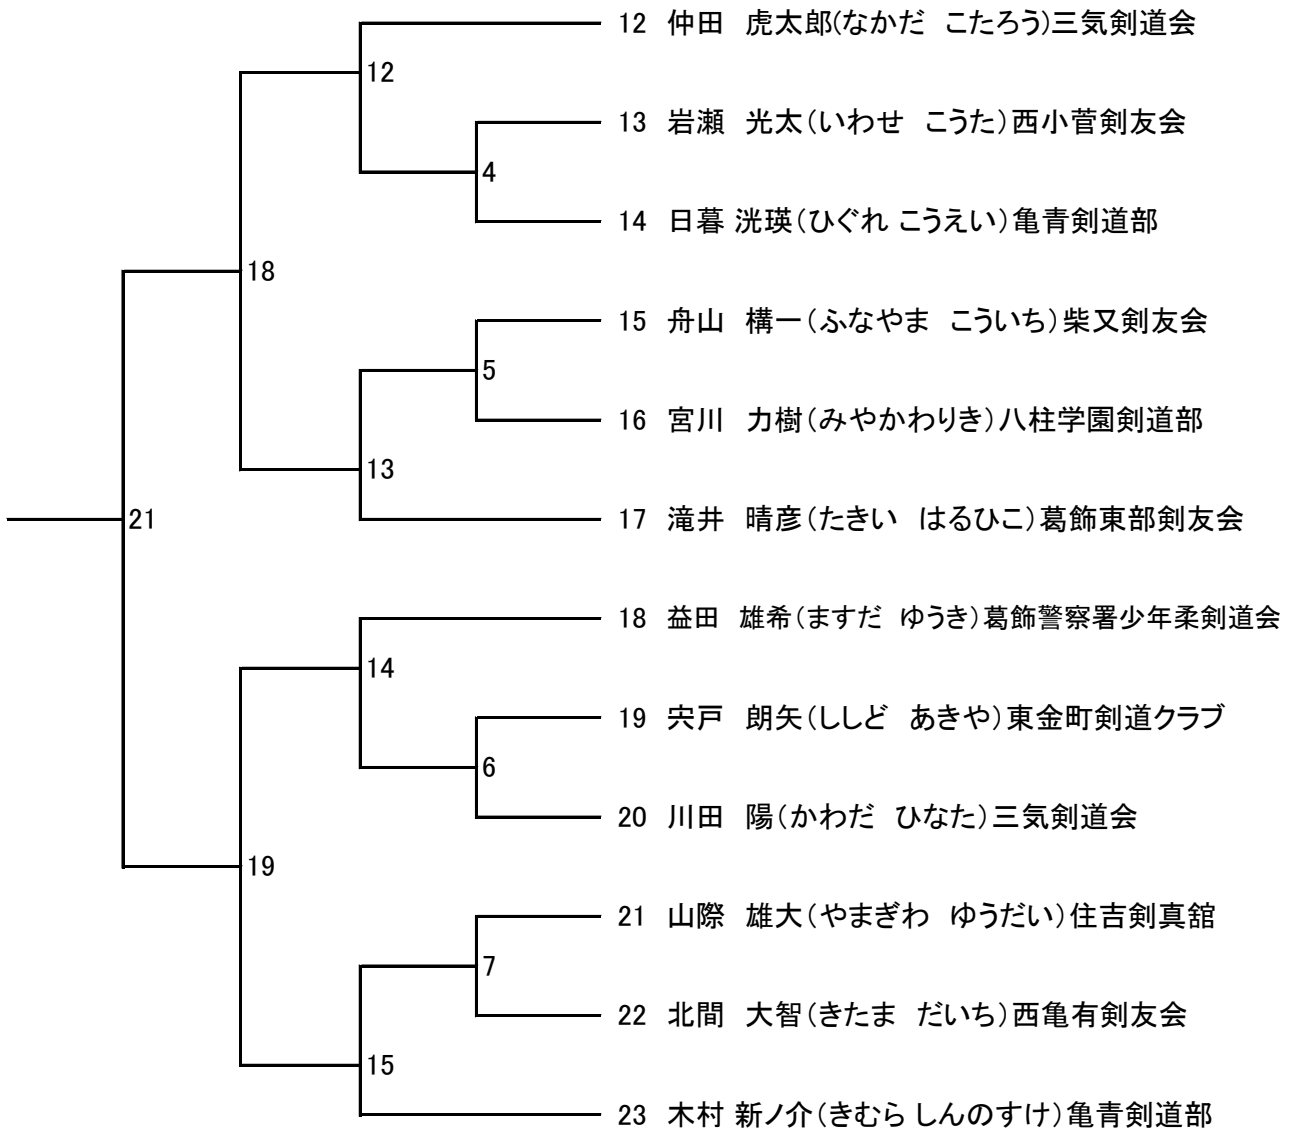 12 仲田　虎太郎(なかだ　こたろう)三気剣道会
12
13 岩瀬　光太(いわせ　こうた)西小菅剣友会
4
14 日暮 洸瑛(ひぐれ こうえい)亀青剣道部
18
15 舟山　構一(ふなやま　こういち)柴又剣友会
5
16 宮川　力樹(みやかわりき)八柱学園剣道部
13
21
17 滝井　晴彦(たきい　はるひこ)葛飾東部剣友会
18 益田　雄希(ますだ　ゆうき)葛飾警察署少年柔剣道会
14
19 宍戸　朗矢(ししど　あきや)東金町剣道クラブ
6
20 川田　陽(かわだ　ひなた)三気剣道会
19
21 山際　雄大(やまぎわ　ゆうだい)住吉剣真舘
7
22 北間　大智(きたま　だいち)西亀有剣友会
15
23 木村 新ノ介(きむら しんのすけ)亀青剣道部